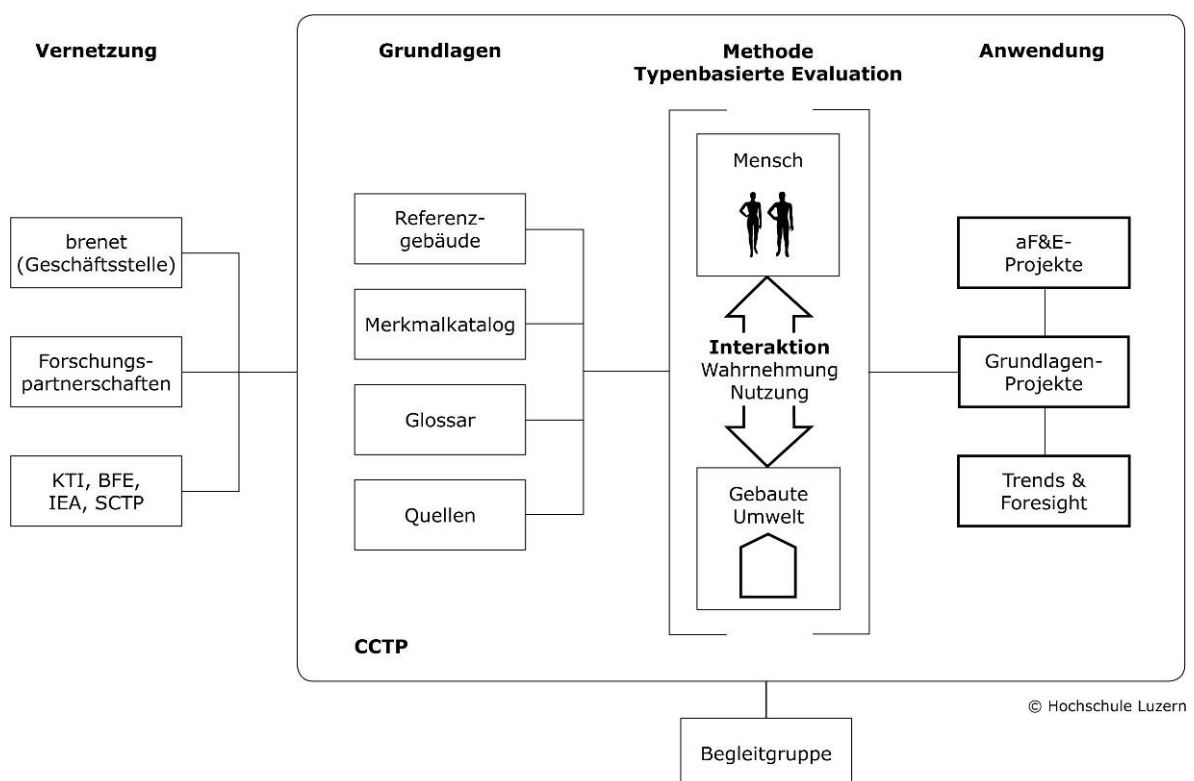 Vernetzung
Grundlagen
Methode
Typenbasierte Evaluation
Anwendung
brenet
(Geschäftsstelle)
Forschungs-
partnerschaften
KTI, BFE,
IEA, SCTP
Referenz-
gebäude
Merkmalkatalog
Glossar
Quellen
Mensch
Interaktion
Wahrnehmung
Nutzung
Gebaute
Umwelt
aF&E-
Projekte
Grundlagen-
Projekte
Trends &
Foresight
CCTP
© Hochschule Luzern
Begleitgruppe